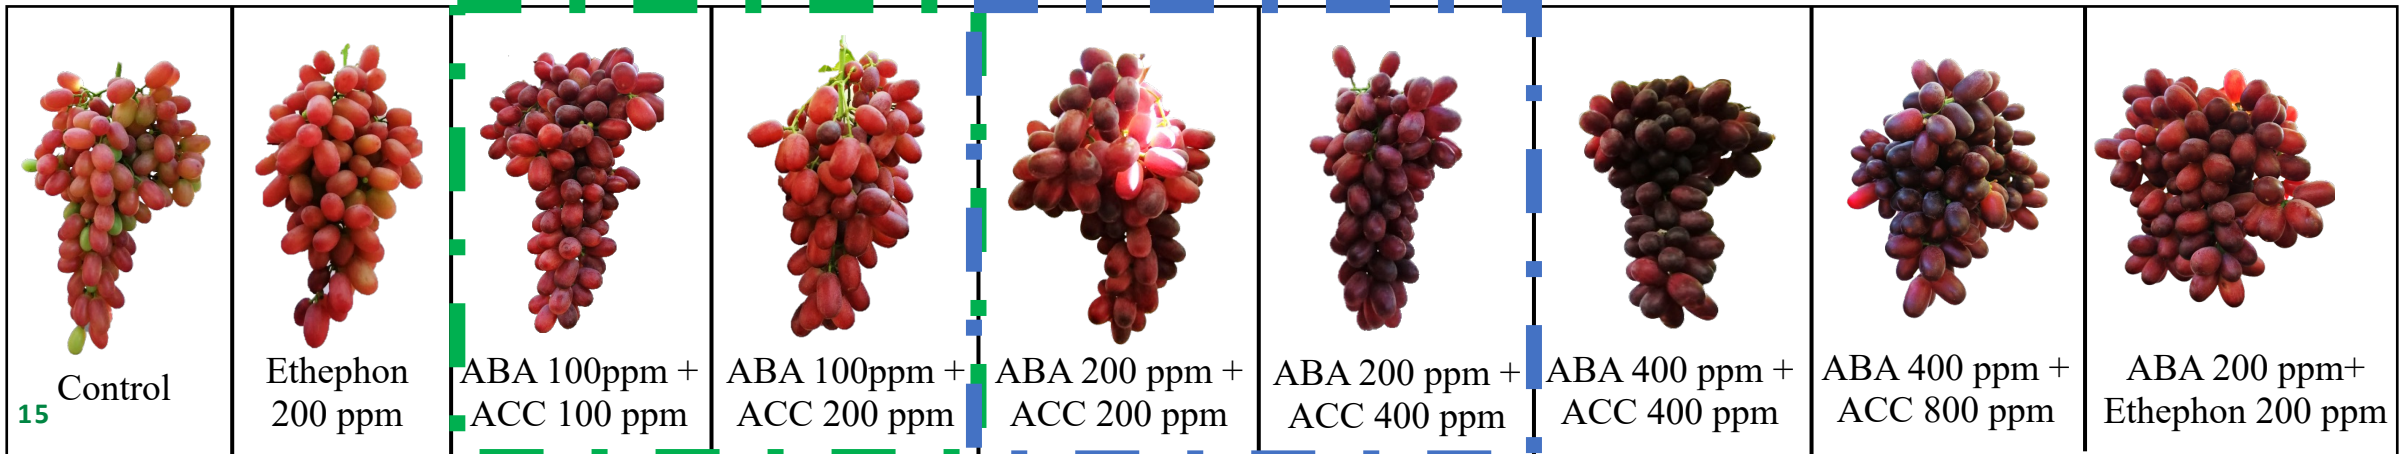 Control
15
Ethephon
200 ppm
ABA 100ppm +
ACC 100 ppm
ABA 100ppm +
ACC 200 ppm
ABA 200 ppm +
ACC 200 ppm
ABA 200 ppm +
ACC 400 ppm
ABA 400 ppm +
ACC 400 ppm
ABA 400 ppm +
ACC 800 ppm
ABA 200 ppm+
Ethephon 200 ppm